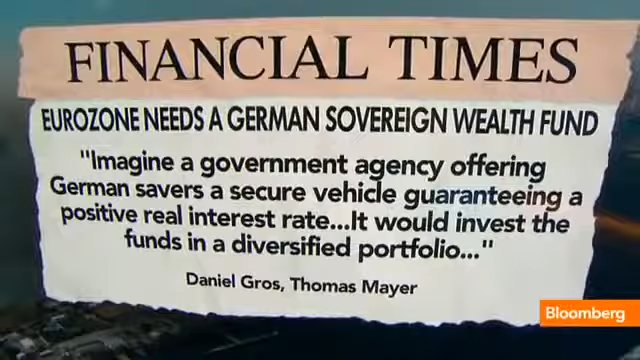 FINANCIAL TIMES
EUROZONE NEEDS A GERMAN SOVEREIGN WEALTH FUND
"Imagine a government agency offering
German savers a secure vehicle guaranteeing a
positive real interest rate...It would invest the
funds in a diversified portfolio..."
Daniel Gros, Thomas Mayer
Bloomberg